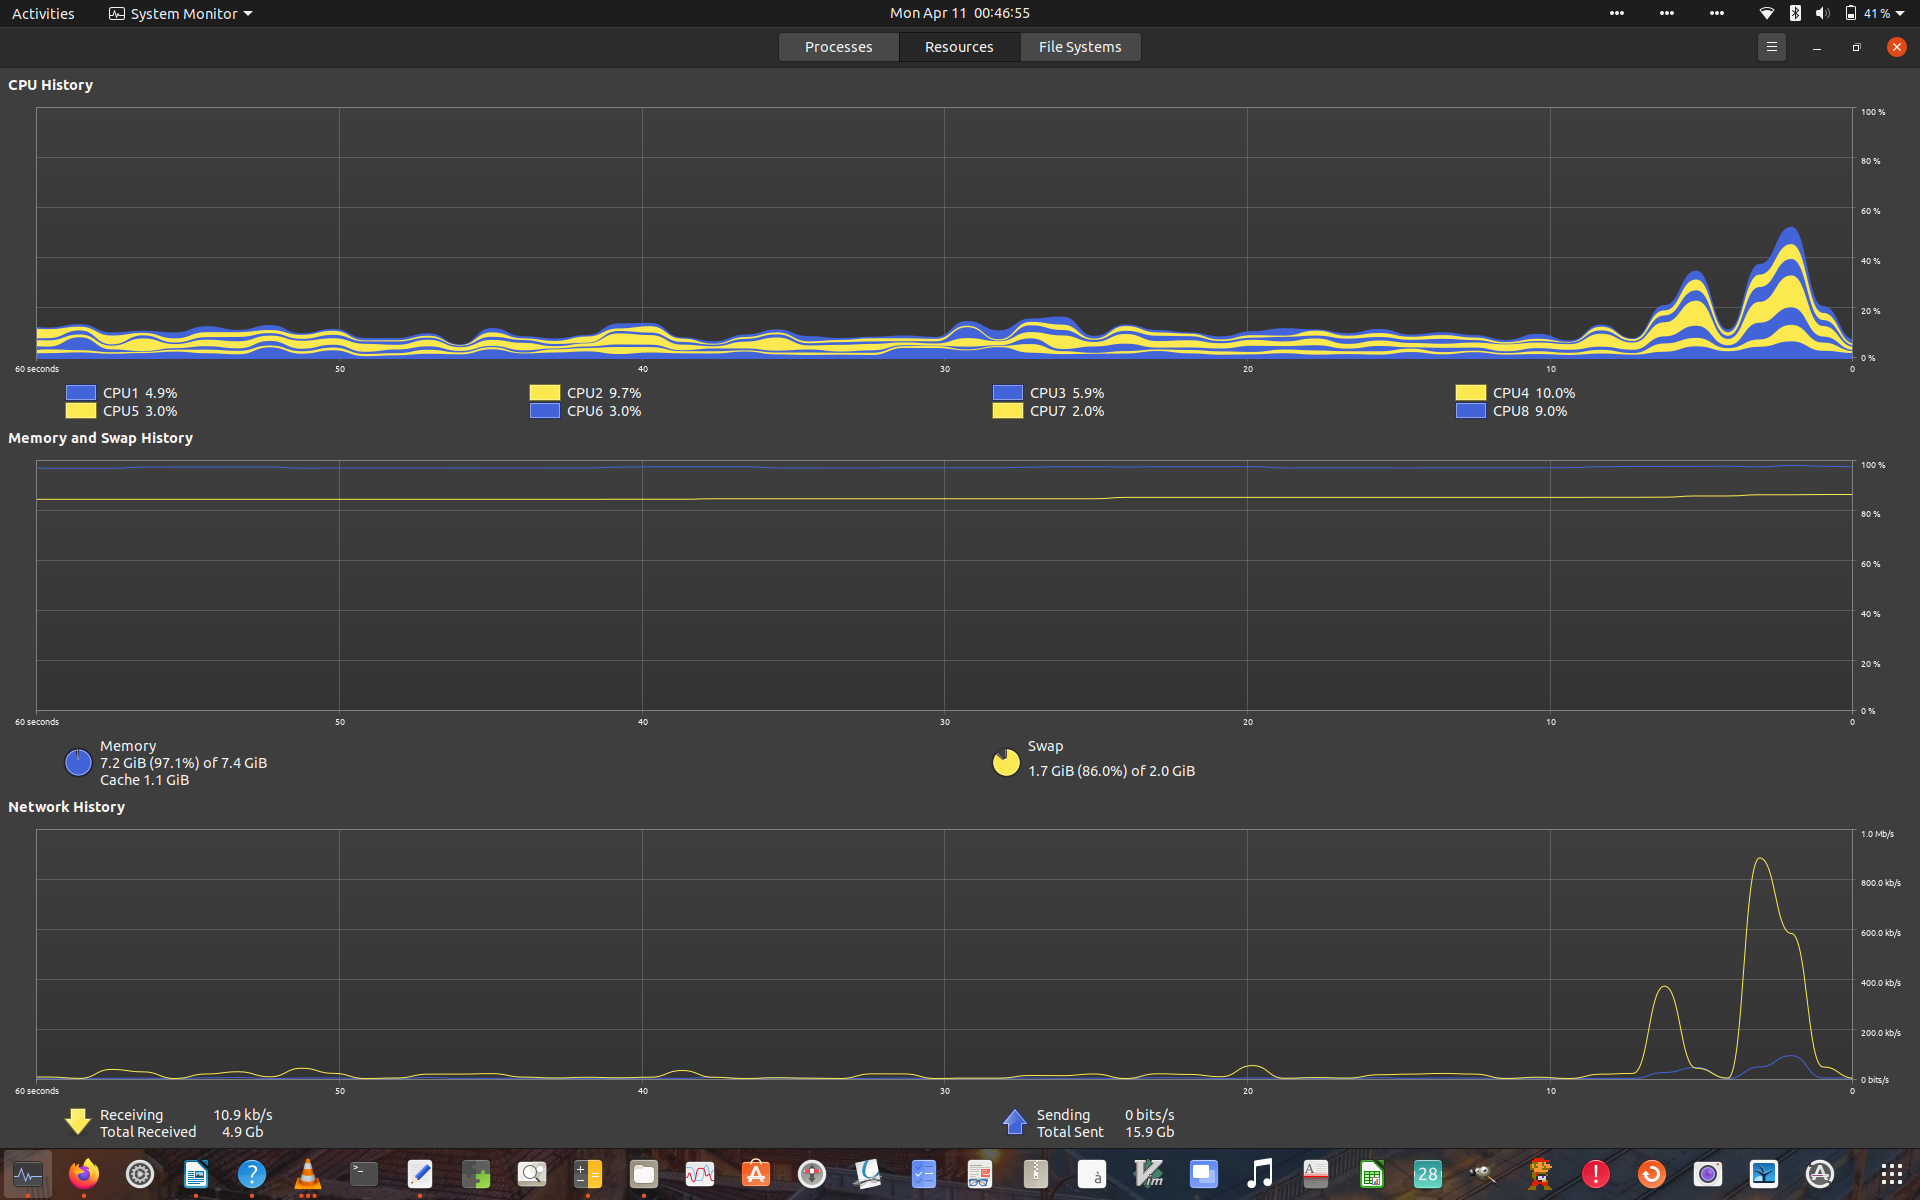 Activities System Monitor Mon Apr 11 00:46:55 41 %
Processes Resources File Systems
CPU History
100 %
80 %
60 %
40 %
20 %
0 %
60 seconds 50 40 30 20 10 0
CPU1 4.9% CPU2 9.7% CPU3 5.9% CPU4 10.0%
CPU5 3.0% CPU6 3.0% CPU7 2.0% CPU8 9.0%
Memory and Swap History
100 %
80 %
60 %
40 %
20 %
0 %
60 seconds 50 40 30 20 10 0
Memory
7.2 GiB (97.1%) of 7.4 GiB
Cache 1.1 GiB
Swap
1.7 GiB (86.0%) of 2.0 GiB
Network History
1.0 Mb/s
800.0 kb/s
600.0 kb/s
400.0 kb/s
200.0 kb/s
0 bits/s
60 seconds 50 40 30 20 10 0
Receiving 10.9 kb/s Sending 0 bits/s
Total Received 4.9 Gb Total Sent 15.9 Gb
? >_ A à Vim A 28 !